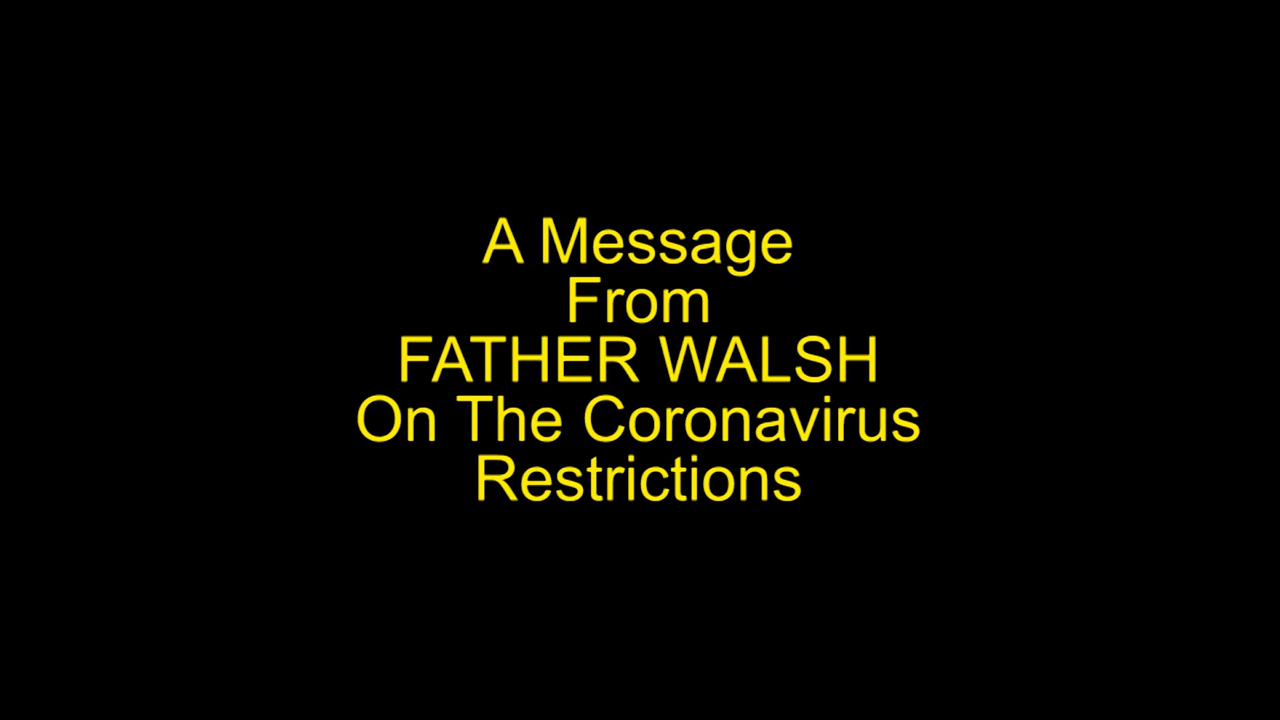 A Message
From
FATHER WALSH
On The Coronavirus
Restrictions